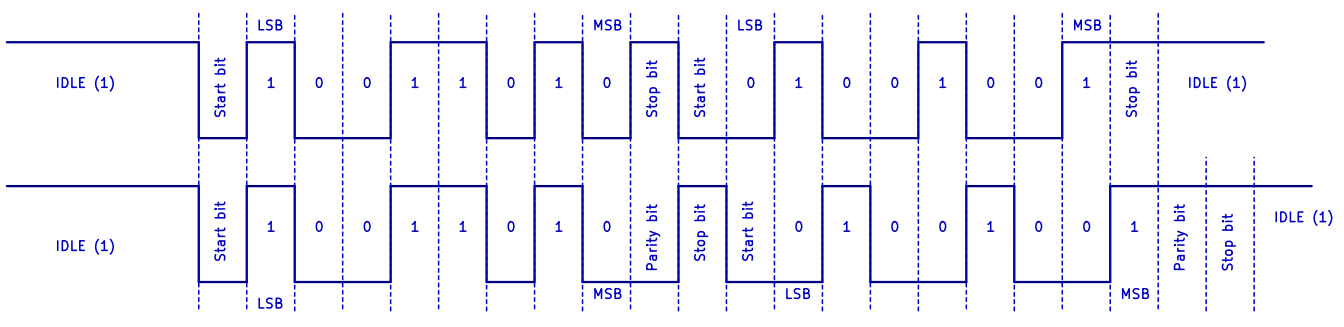 LSB MSB LSB MSB
IDLE (1) Start bit 1 0 0 1 1 0 1 0 Stop bit Start bit 0 1 0 0 1 0 0 1 Stop bit IDLE (1)
IDLE (1) Start bit 1 0 0 1 1 0 1 0 Parity bit Stop bit Start bit 0 1 0 0 1 0 0 1 Parity bit Stop bit IDLE (1)
LSB MSB LSB MSB